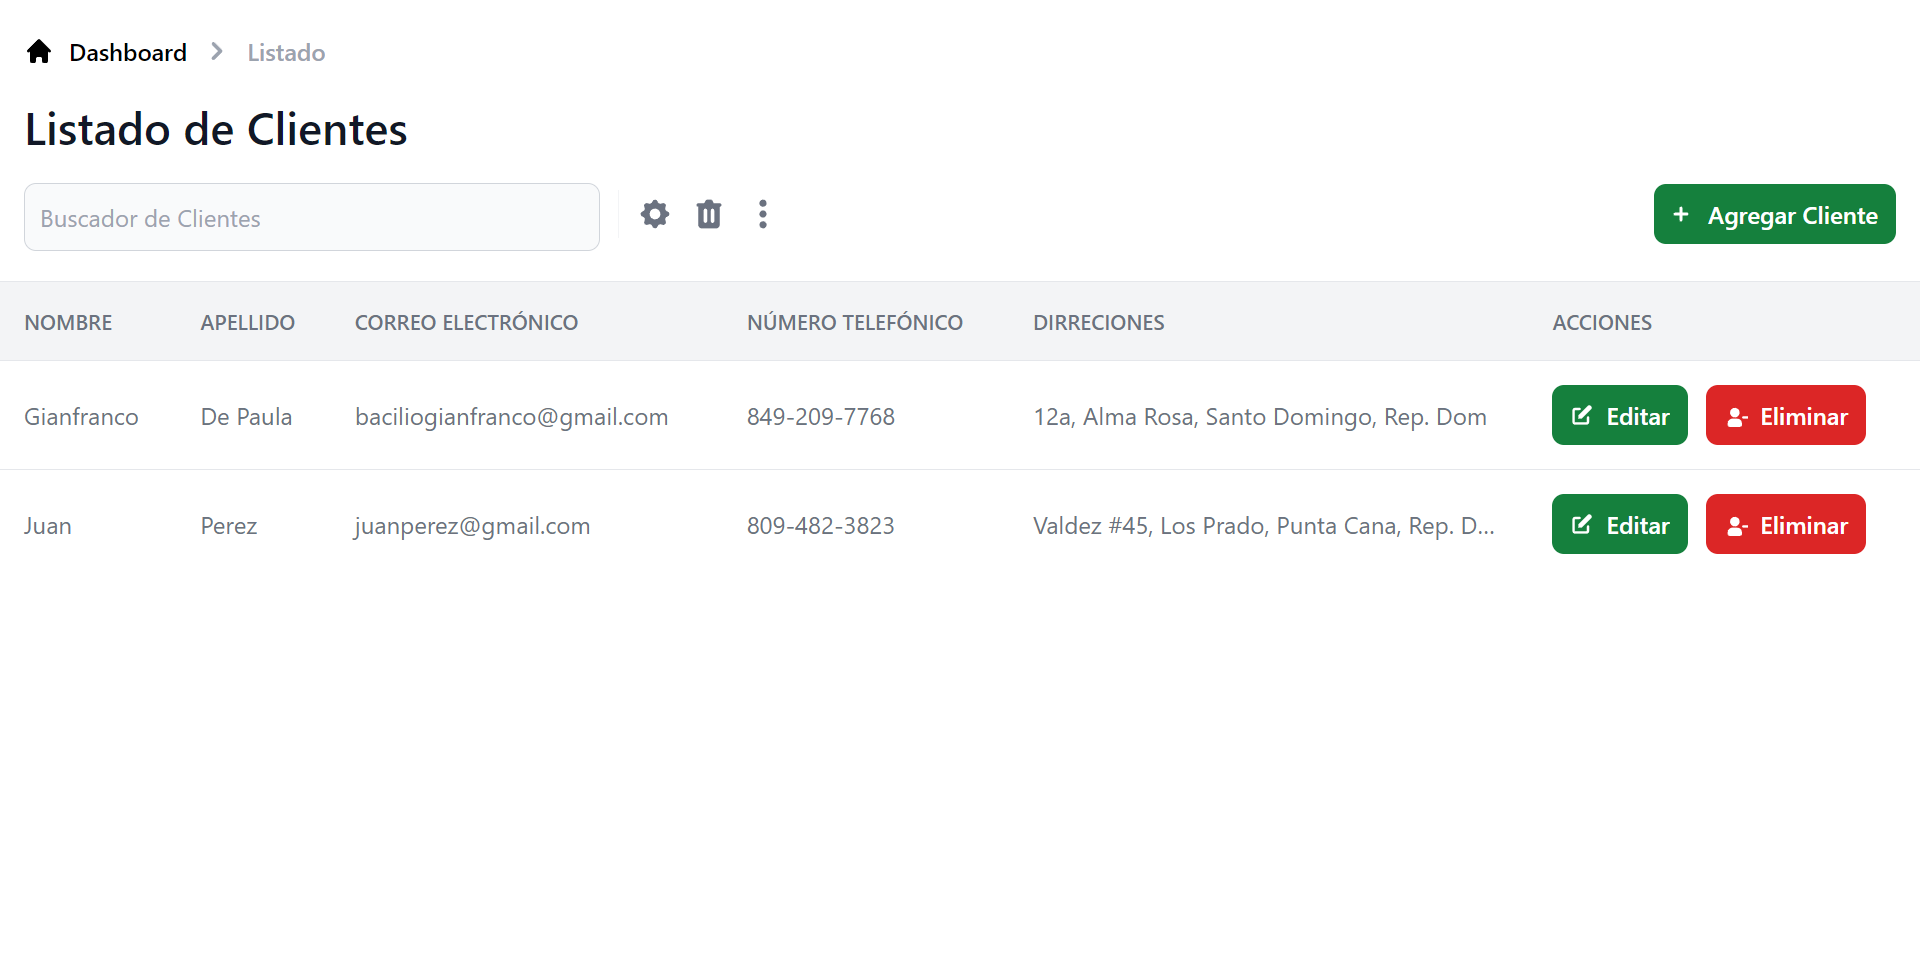 Dashboard Listado
Listado de Clientes
Buscador de Clientes
+ Agregar Cliente
NOMBRE APELLIDO CORREO ELECTRÓNICO NÚMERO TELEFÓNICO DIRRECIONES ACCIONES
Gianfranco De Paula baciliogianfranco@gmail.com 849-209-7768 12a, Alma Rosa, Santo Domingo, Rep. Dom Editar Eliminar
Juan Perez juanperez@gmail.com 809-482-3823 Valdez #45, Los Prado, Punta Cana, Rep. D... Editar Eliminar